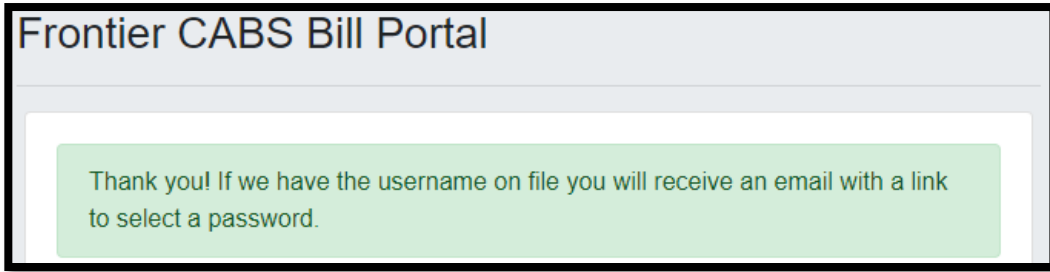 Frontier CABS Bill Portal
Thank you! If we have the username on file you will receive an email with a link
to select a password.